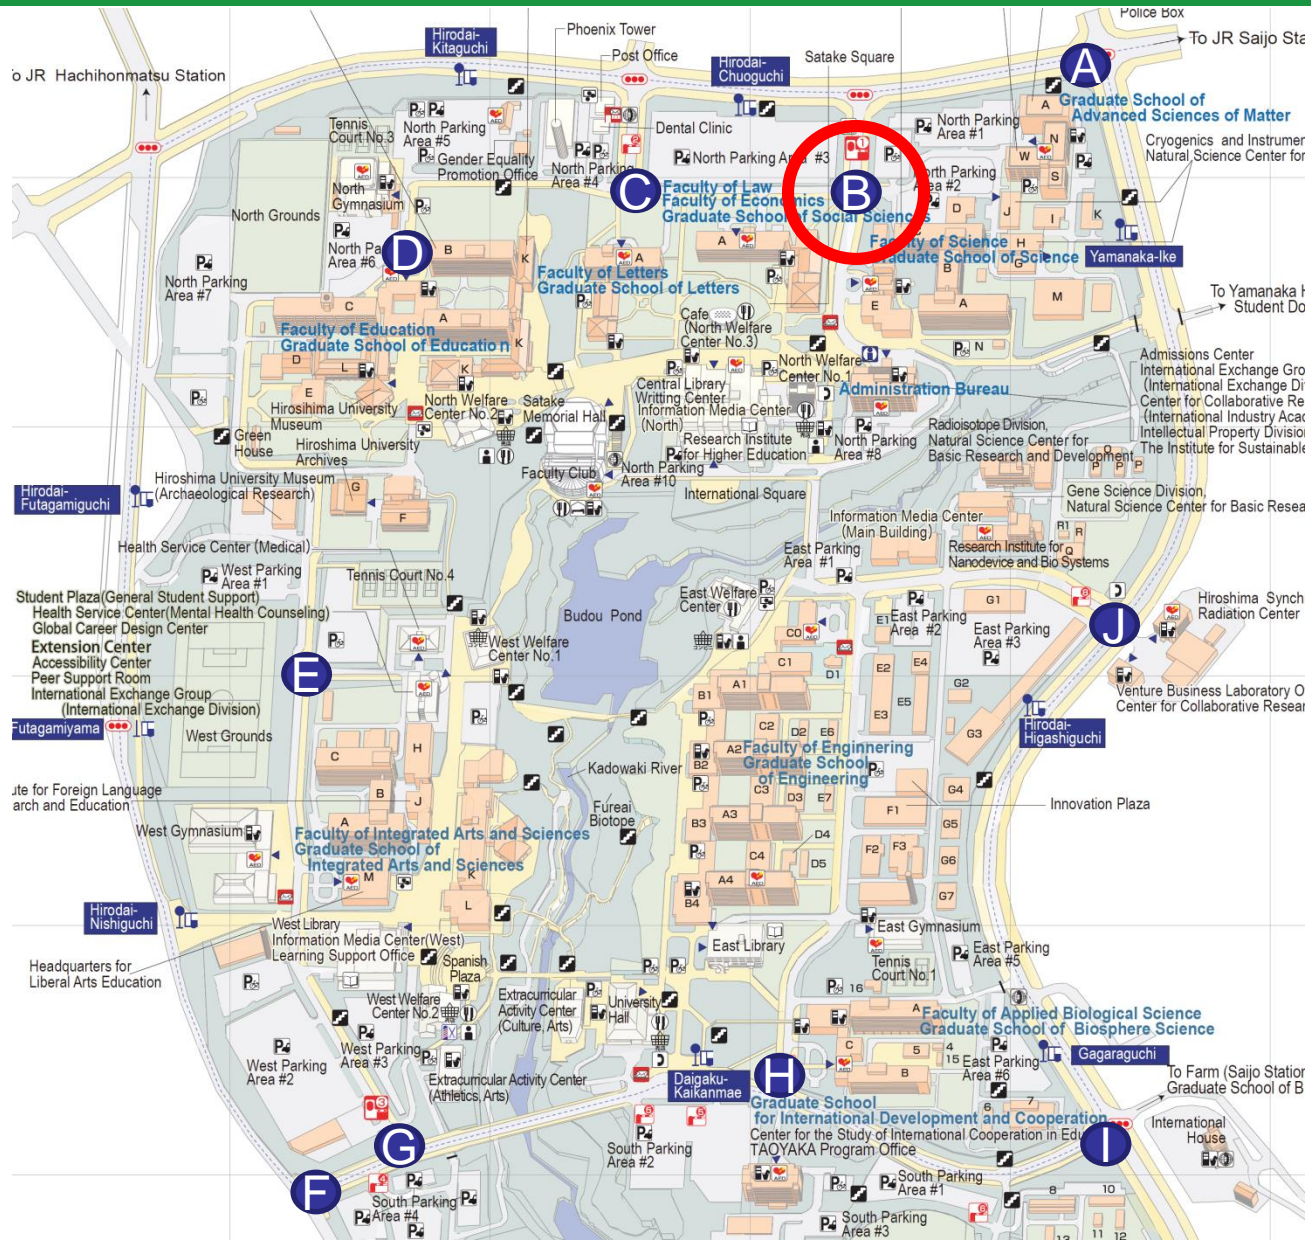 Police Box
To JR Saijo Sta
Phoenix Tower
Post Office
Hirodai-
Kitaguchi
Hirodai-
Chuoguchi
Satake Square
To JR Hachihonmatsu Station
A
Graduate School of
Advanced Sciences of Matter
Cryogenics and Instrumen
Natural Science Center for
Tennis
Court No.3
North Parking
Area #5
Gender Equality
Promotion Office
Dental Clinic
North Parking
Area #4
North Parking Area #3
North Parking
Area #1
North Parking
Area #2
North
Gymnasium
North Grounds
North Pa
Area #6
North Parking
Area #7
B
C
D
Faculty of Law
Faculty of Economics
Graduate School of Social Sciences
Faculty of Science
Graduate School of Science
Yamanaka-Ike
To Yamanaka H
Student Do
Faculty of Letters
Graduate School of Letters
Faculty of Education
Graduate School of Education
Cafe
(North Welfare
Center No.3)
North Welfare
Center No.1
Administration Bureau
Admissions Center
International Exchange Gro
(International Exchange Di
Center for Collaborative Re
(International Industry Acad
Intellectual Property Division
The Institute for Sustainable
Hirosihima University
Museum
North Welfare
Center No.2
Satake
Memorial Hall
Central Library
Writting Center
Information Media Center
(North)
Research Institute
for Higher Education
North Parking
Area #8
Radioisotope Division,
Natural Science Center for
Basic Research and Development
Green
House
Hiroshima University
Archives
Faculty Club
North Parking
Area #10
International Square
Hiroshima University Museum
(Archaeological Research)
Hirodai-
Futagamiguchi
Gene Science Division,
Natural Science Center for Basic Resea
Information Media Center
(Main Building)
Research Institute for
Nanodevice and Bio Systems
Health Service Center (Medical)
West Parking
Area #1
Tennis Court No.4
East Parking
Area #1
Student Plaza(General Student Support)
Health Service Center(Mental Health Counseling)
Global Career Design Center
Extension Center
Accessibility Center
Peer Support Room
International Exchange Group
(International Exchange Division)
Budou Pond
East Welfare
Center
East Parking
Area #2
East Parking
Area #3
Hiroshima Synch
Radiation Center
J
West Welfare
Center No.1
E
Venture Business Laboratory O
Center for Collaborative Resear
Futagamiyama
West Grounds
Hirodai-
Higashiguchi
Faculty of Enginnering
Graduate School
of Engineering
Kadowaki River
Fureai
Biotope
Innovation Plaza
ute for Foreign Language
arch and Education
West Gymnasium
Faculty of Integrated Arts and Sciences
Graduate School of
Integrated Arts and Sciences
Hirodai-
Nishiguchi
West Library
Information Media Center(West)
Learning Support Office
Spanish
Plaza
East Library
East Gymnasium
Tennis
Court No.1
East Parking
Area #5
Headquarters for
Liberal Arts Education
West Welfare
Center No.2
Extracurricular
Activity Center
(Culture, Arts)
University
Hall
Faculty of Applied Biological Science
Graduate School of Biosphere Science
West Parking
Area #2
West Parking
Area #3
Extracurricular Activity Center
(Athletics, Arts)
Daigaku-
Kaikanmae
H
East Parking
Area #6
Gagaraguchi
To Farm (Saijo Station
Graduate School of B
Graduate School
for International Development and Cooperation
Center for the Study of International Cooperation in Edu
TAOYAKA Program Office
International
House
G
South Parking
Area #2
I
F
South Parking
Area #4
South Parking
Area #1
South Parking
Area #3